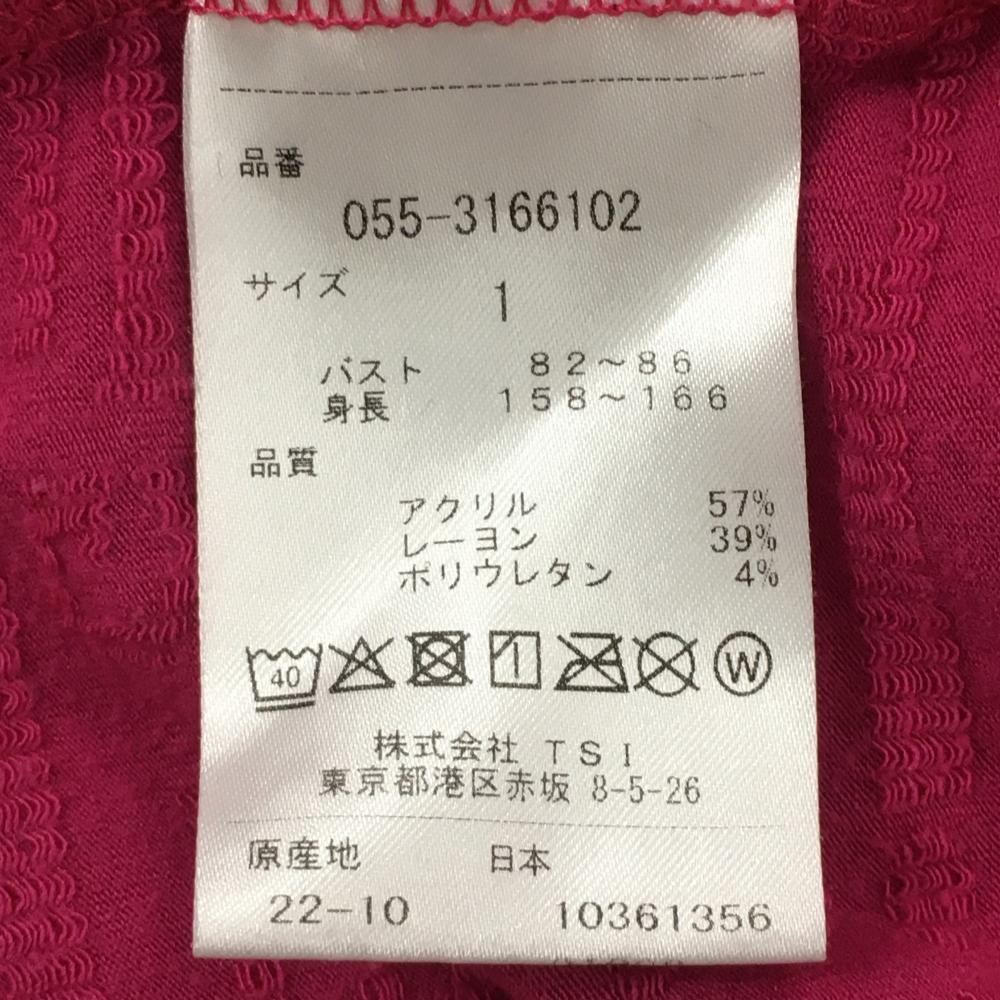 品番
055-3166102
サイズ 1
バスト 82～86
身長 158～166
品質
アクリル 57%
レーヨン 39%
ポリウレタン 4%
40 W
株式会社 TSI
東京都港区赤坂 8-5-26
原産地 日本
22-10 10361356